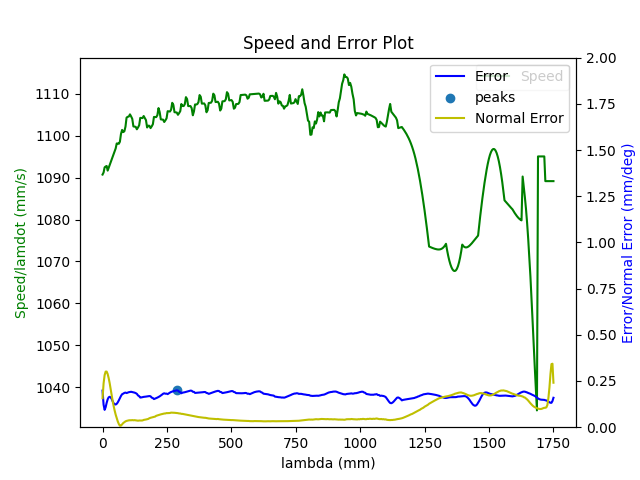 Speed and Error Plot
Error
Speed
peaks
Normal Error
1110
1100
1090
1080
1070
1060
1050
1040
Speed/lamdot (mm/s)
2.00
1.75
1.50
1.25
1.00
0.75
0.50
0.25
0.00
Error/Normal Error (mm/deg)
0 250 500 750 1000 1250 1500 1750
lambda (mm)